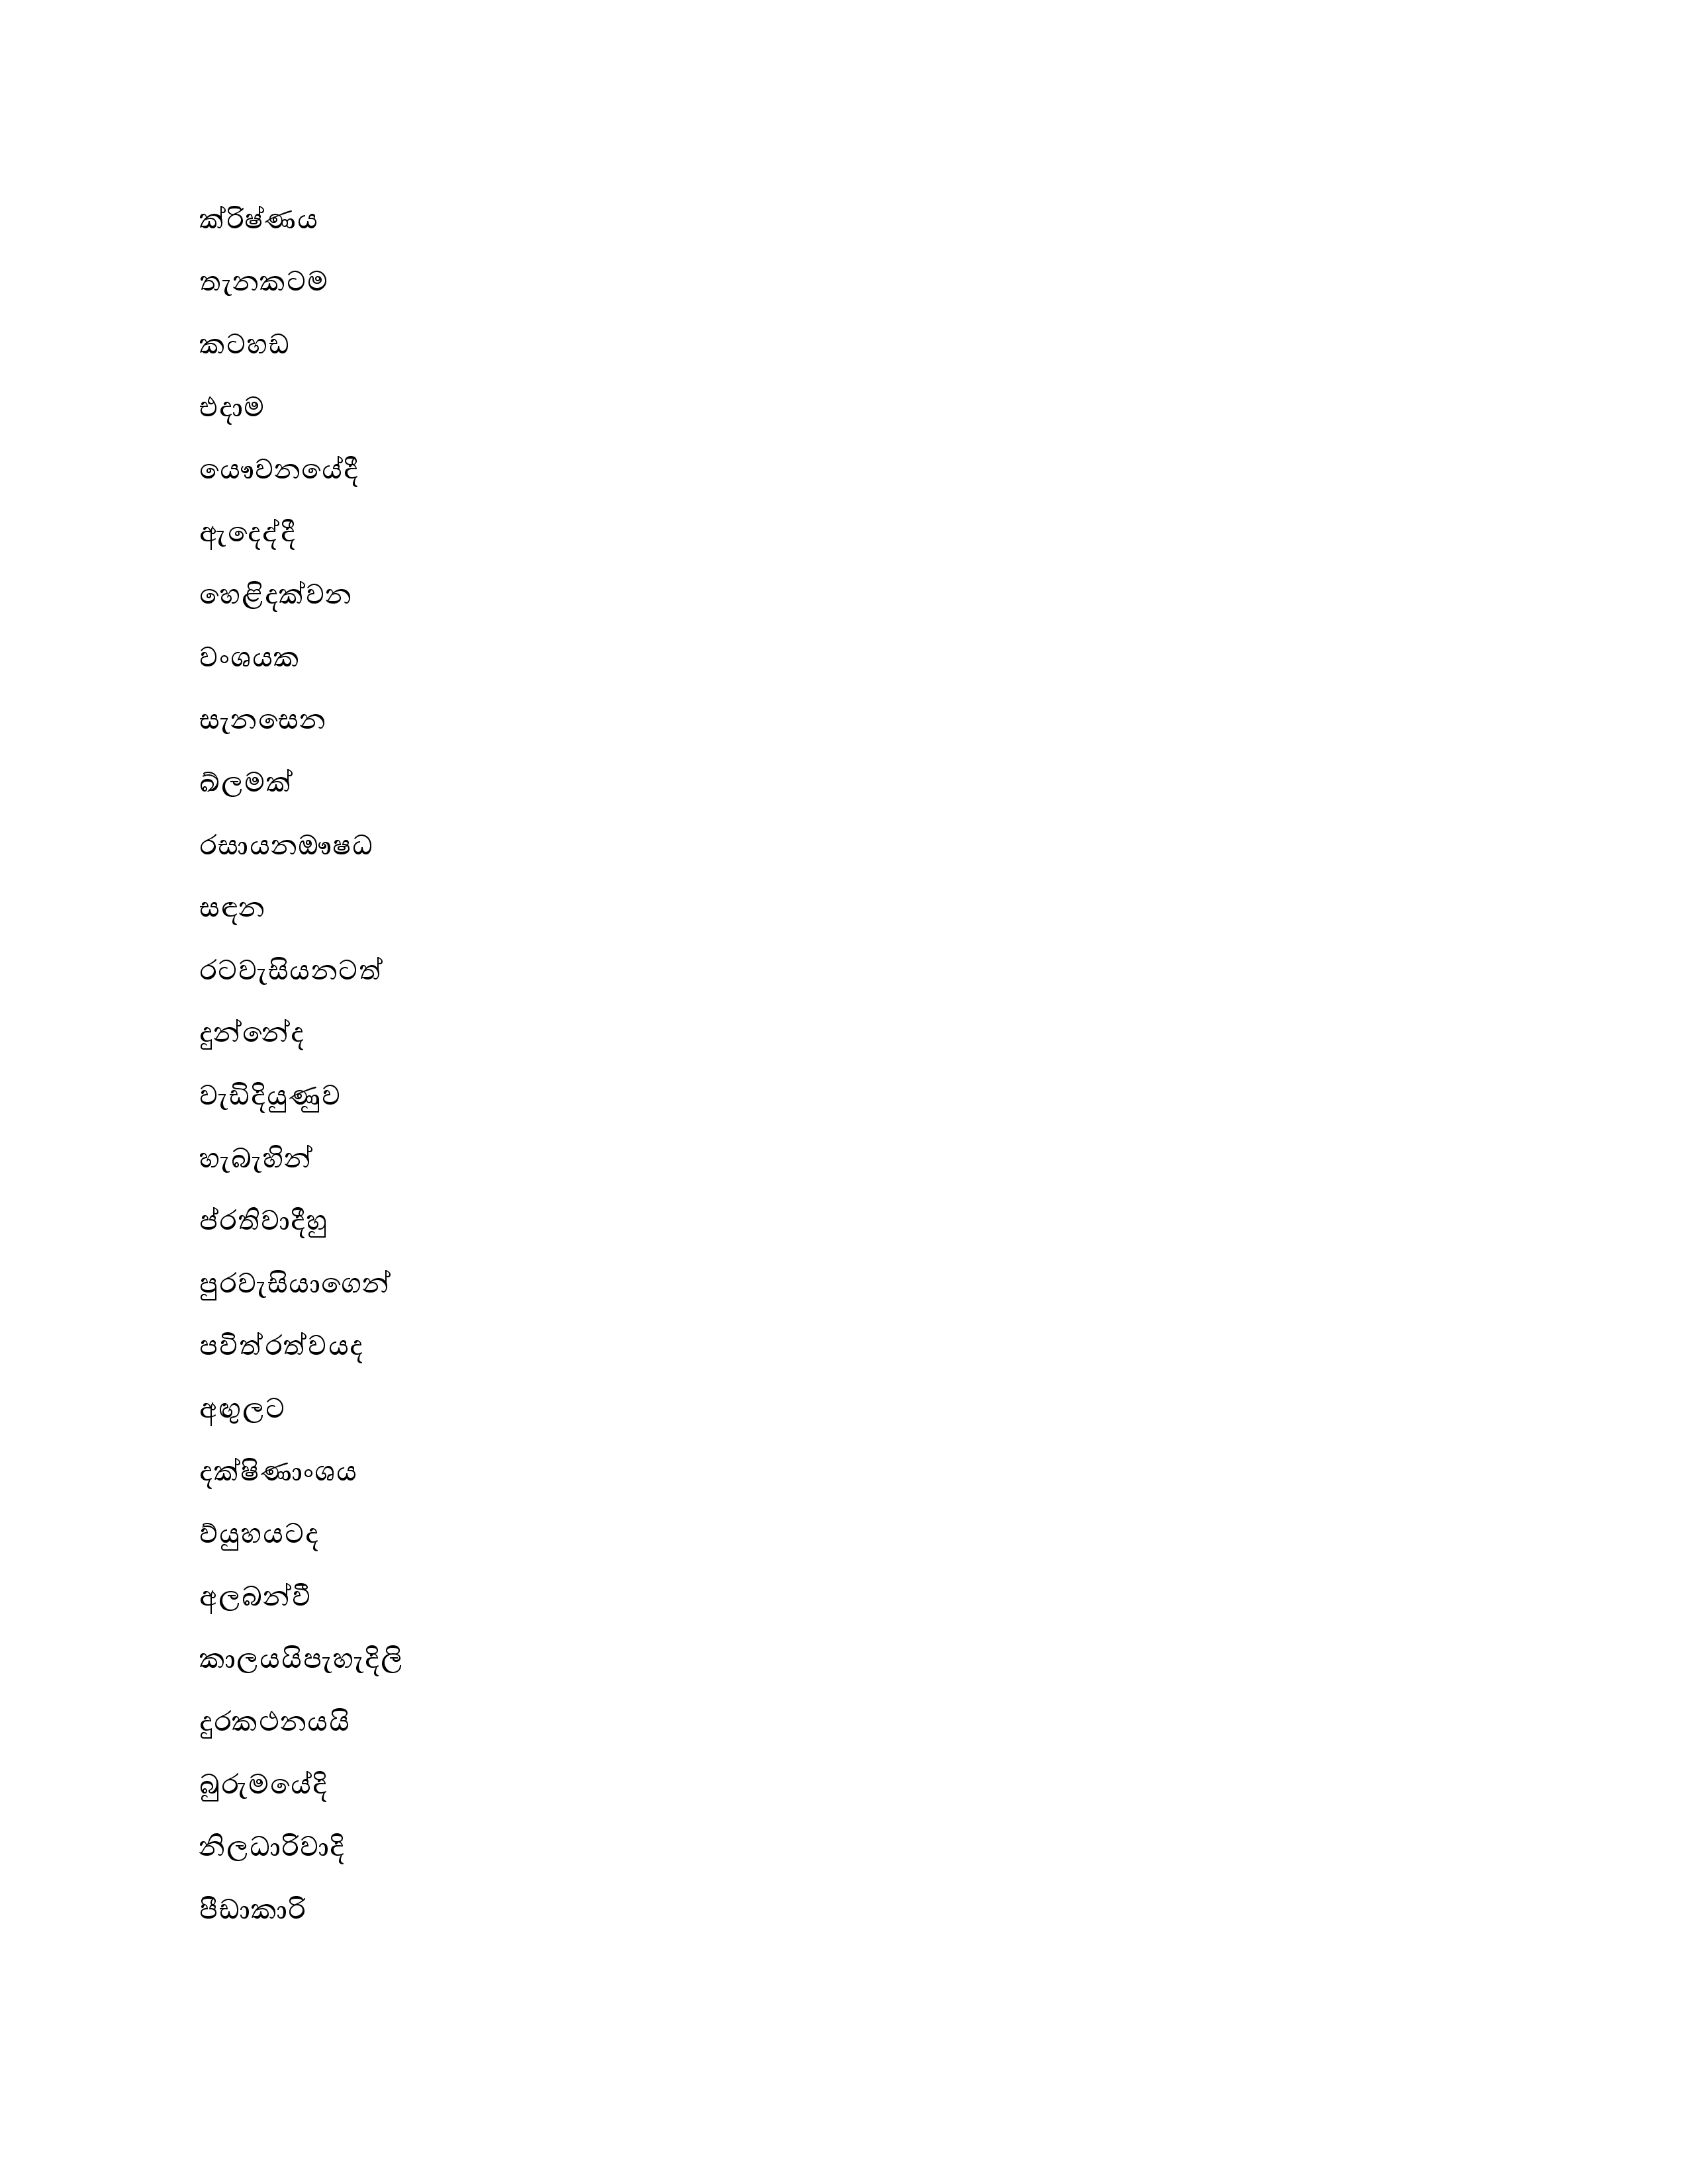 ක්රිෂ්ණය
තැනකටම
කටහඩ
එදාම
යෞවනයේදී
ඇදෙද්දී
හෙළිදක්වන
වංශයක
සැනසෙන
ඛ්ලමක්
රසායනඖෂධ
සඳන
රටවැසියනටත්
දුන්නේද
වැඩිදියුණුව
හැබැහින්
ප්රතිවාදීහු
පුරවැසියාගෙන්
පවිත්රත්වයද
අඟුලට
දක්ෂිණාංශය
ව්යුහයටද
අලබන්වී
කාලයයිපැහැදිලි
දුරකථනයයි
බුරුමයේදි
නිලධාරිවාදි
පීඩාකාරි